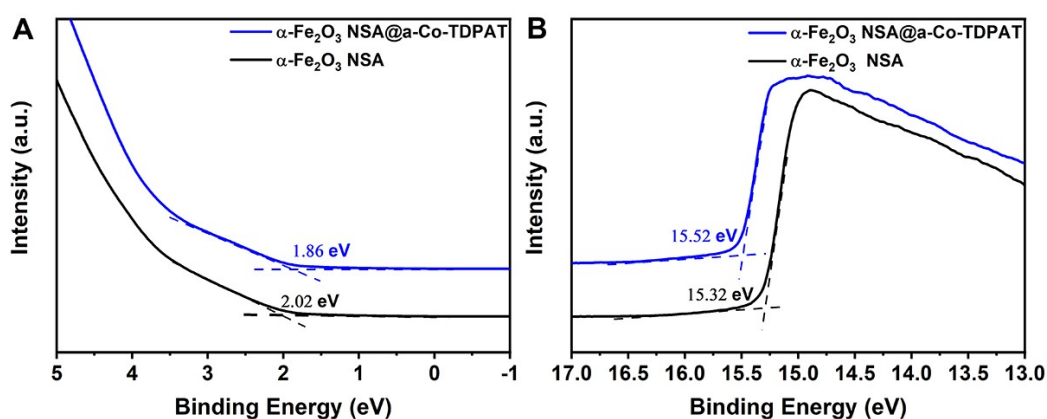 A
α-Fe₂O₃ NSA@a-Co-TDPAT
α-Fe₂O₃ NSA
Intensity (a.u.)
1.86 eV
2.02 eV
5 4 3 2 1 0 -1
Binding Energy (eV)
B
α-Fe₂O₃ NSA@a-Co-TDPAT
α-Fe₂O₃ NSA
Intensity (a.u.)
15.52 eV
15.32 eV
17.0 16.5 16.0 15.5 15.0 14.5 14.0 13.5 13.0
Binding Energy (eV)